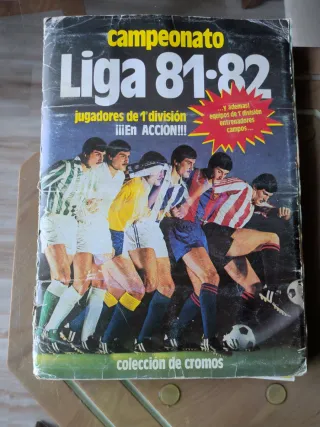 campeonato
Liga 81-82
jugadores de 1ª división
¡¡¡En ACCION!!!
...y además!
equipos de 1ª división
entrenadores
campos...
colección de cromos